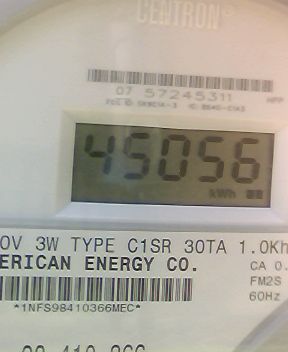 CENTRON®
07 57245311
45056
kWh
0V 3W TYPE C1SR 30TA 1.0Kh
ERICAN ENERGY CO.
CA 0.
FM2S
60Hz
*1NFS98410366MEC*